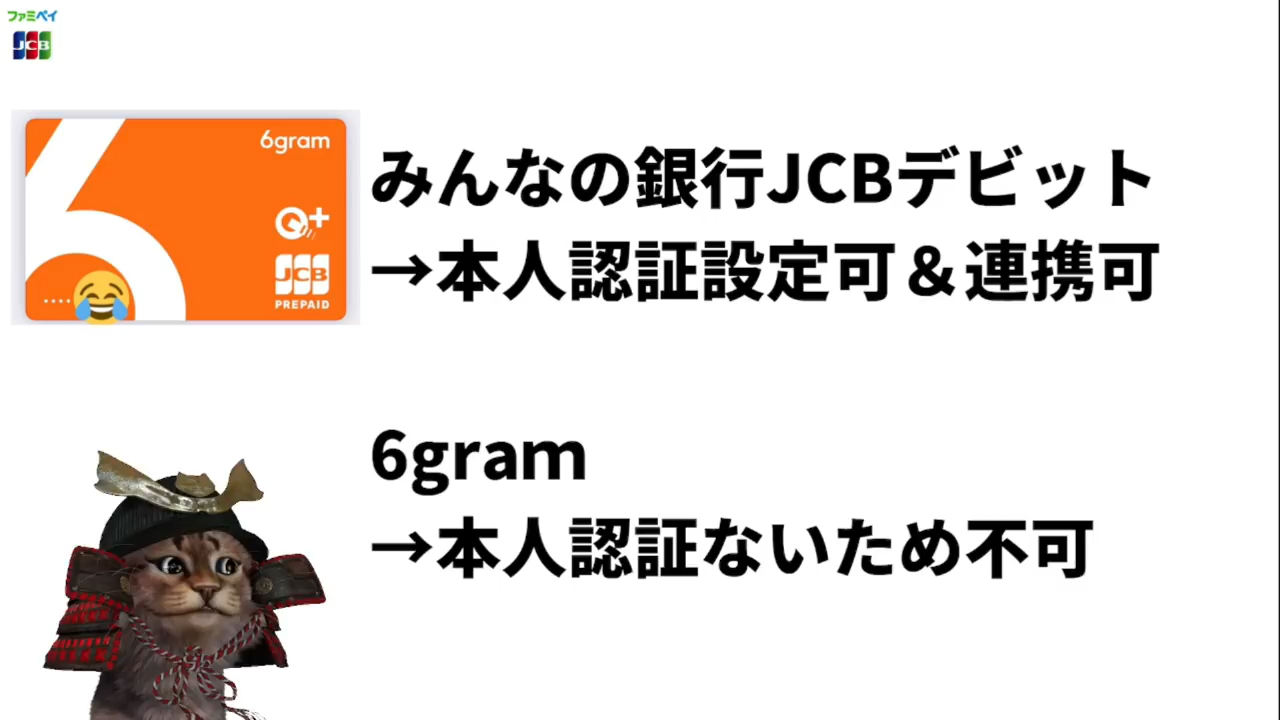 ファミペイ
JCB
6gram
Q+
JCB
PREPAID
みんなの銀行JCBデビット
→本人認証設定可＆連携可
6gram
→本人認証ないため不可